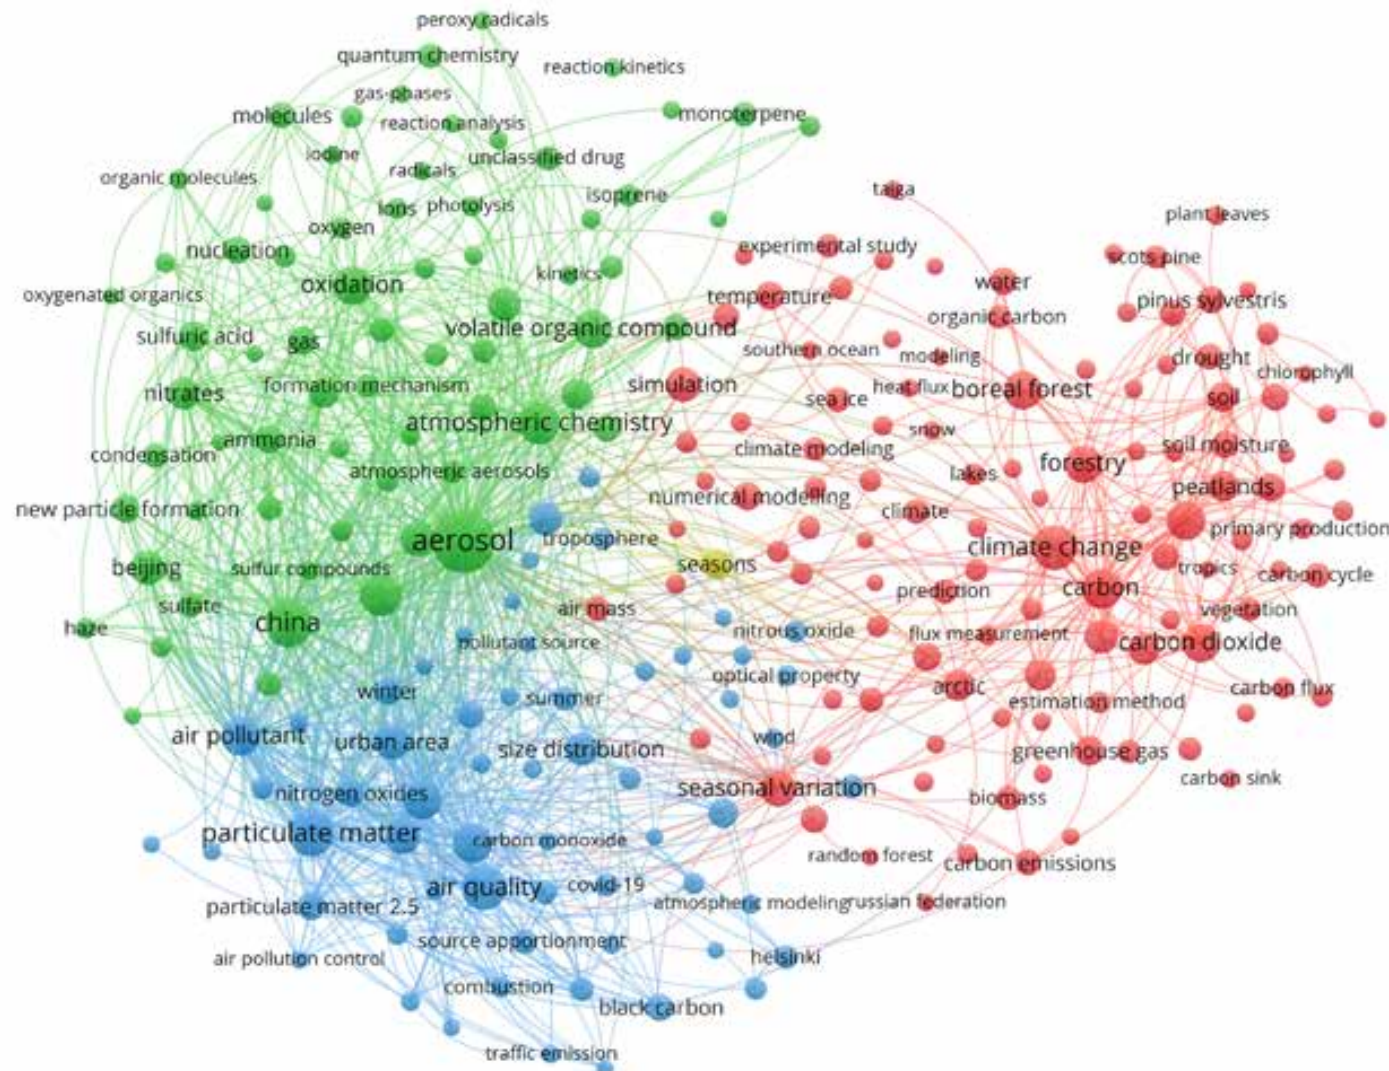 peroxy radicals
quantum chemistry
reaction kinetics
gas-phases
molecules
monoterpene
reaction analysis
iodine
unclassified drug
radicals
organic molecules
taiga
isoprene
ions
photolysis
plant leaves
oxygen
nucleation
experimental study
scots pine
kinetics
oxidation
water
oxygenated organics
temperature
pinus sylvestris
organic carbon
volatile organic compound
sulfuric acid
gas
southern ocean
modeling
drought
chlorophyll
formation mechanism
simulation
heat flux
boreal forest
nitrates
sea ice
soil
atmospheric chemistry
snow
ammonia
climate modeling
soil moisture
condensation
forestry
atmospheric aerosols
lakes
peatlands
numerical modelling
new particle formation
climate
primary production
aerosol
troposphere
climate change
beijing
sulfur compounds
seasons
tropics
carbon cycle
carbon
prediction
sulfate
air mass
vegetation
haze
china
nitrous oxide
flux measurement
pollutant source
carbon dioxide
optical property
winter
summer
arctic
carbon flux
estimation method
air pollutant
urban area
size distribution
wind
greenhouse gas
carbon sink
nitrogen oxides
seasonal variation
biomass
particulate matter
carbon monoxide
random forest
carbon emissions
air quality
covid-19
particulate matter 2.5
atmospheric modeling
russian federation
source apportionment
air pollution control
helsinki
combustion
black carbon
traffic emission